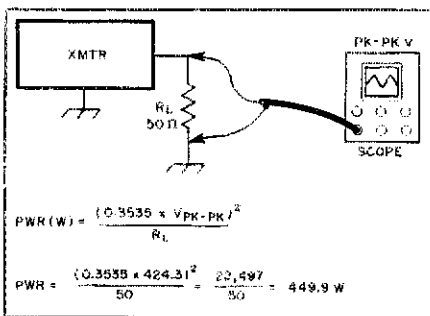 XMTR
PK-PK V
RL
50 Ω
SCOPE
PWR (W) = (0.3535 x VPK-PK)² / RL
PWR = (0.3535 x 424.3)² / 50 = 22,497 / 50 = 449.9 W